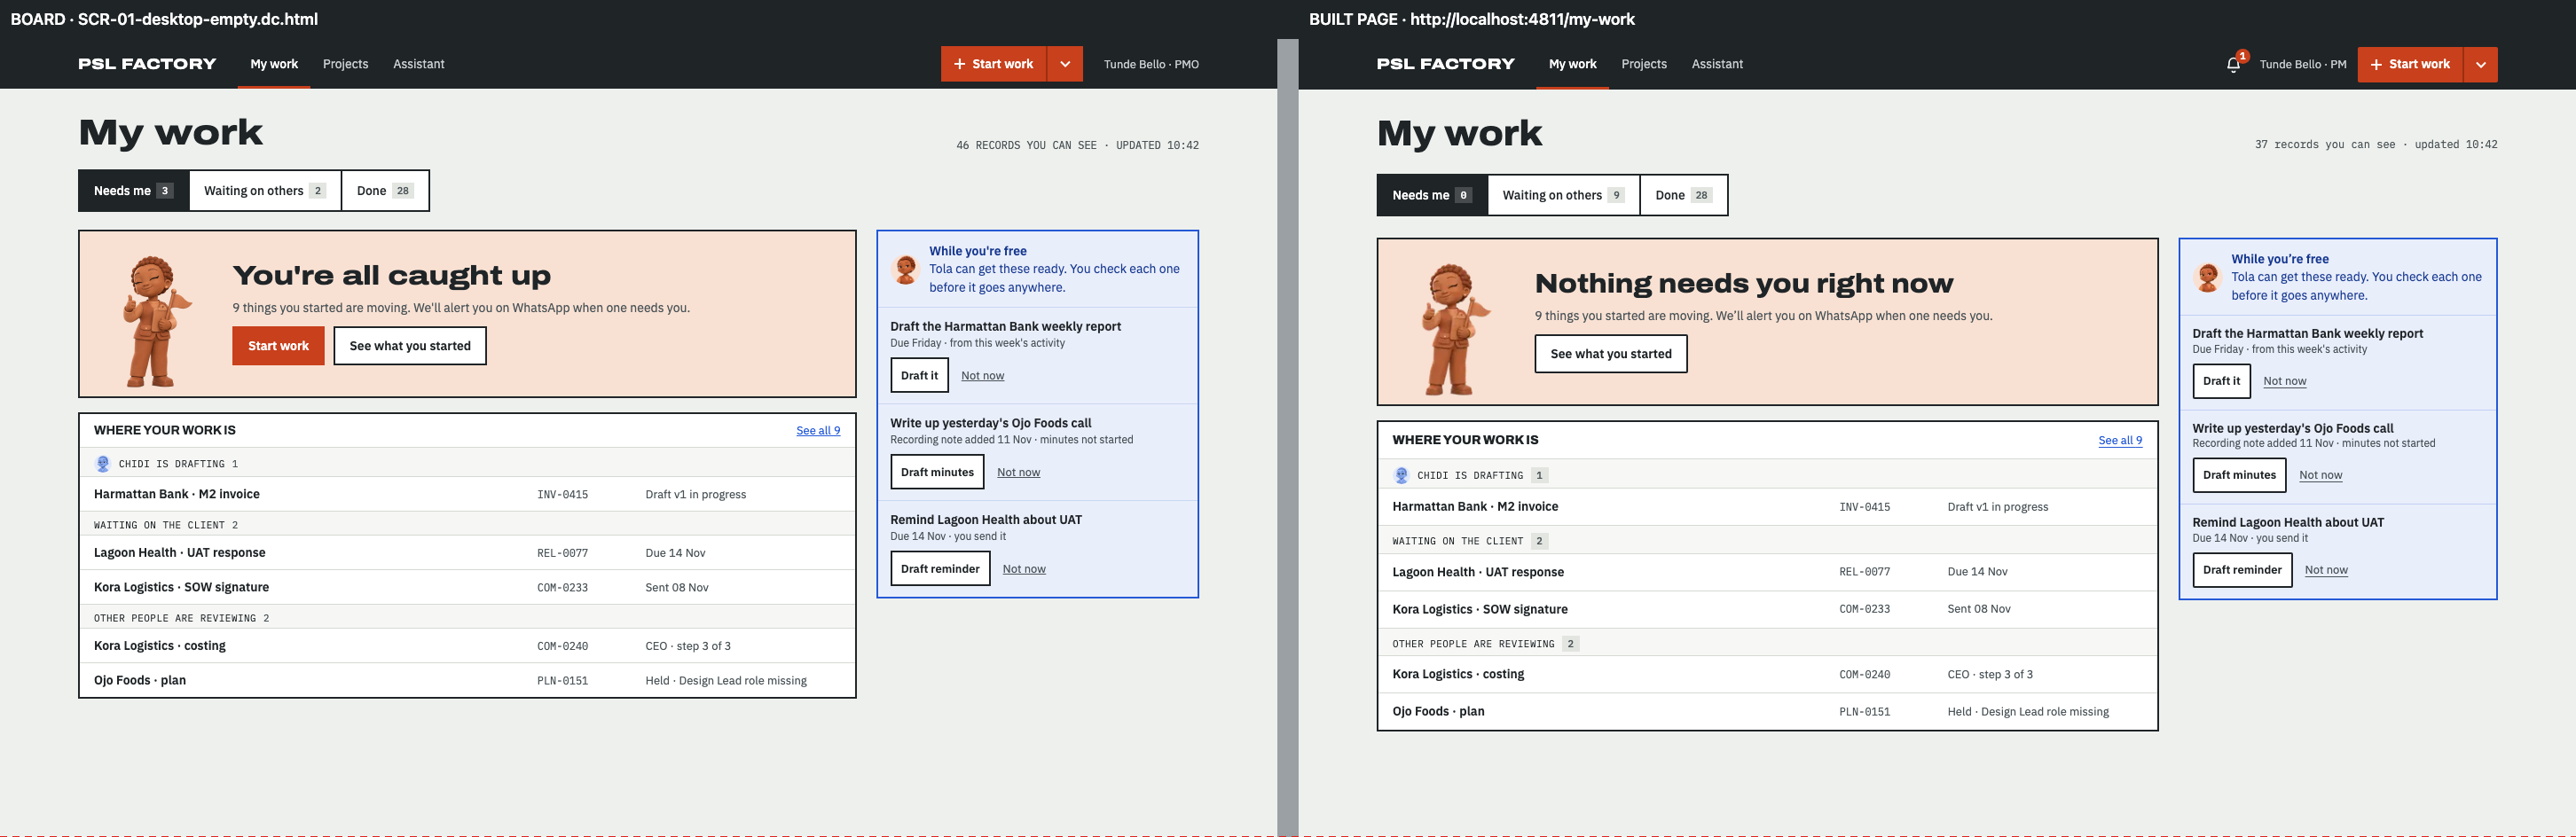 BOARD · SCR-01-desktop-empty.dc.html
PSL FACTORY My work Projects Assistant + Start work Tunde Bello · PMO
My work
46 RECORDS YOU CAN SEE · UPDATED 10:42
Needs me 3 Waiting on others 2 Done 28
You're all caught up
9 things you started are moving. We'll alert you on WhatsApp when one needs you.
Start work See what you started
WHERE YOUR WORK IS See all 9
CHIDI IS DRAFTING 1
Harmattan Bank · M2 invoice INV-0415 Draft v1 in progress
WAITING ON THE CLIENT 2
Lagoon Health · UAT response REL-0077 Due 14 Nov
Kora Logistics · SOW signature COM-0233 Sent 08 Nov
OTHER PEOPLE ARE REVIEWING 2
Kora Logistics · costing COM-0240 CEO · step 3 of 3
Ojo Foods · plan PLN-0151 Held · Design Lead role missing
While you're free
Tola can get these ready. You check each one
before it goes anywhere.
Draft the Harmattan Bank weekly report
Due Friday · from this week's activity
Draft it Not now
Write up yesterday's Ojo Foods call
Recording note added 11 Nov · minutes not started
Draft minutes Not now
Remind Lagoon Health about UAT
Due 14 Nov · you send it
Draft reminder Not now
BUILT PAGE · http://localhost:4811/my-work
PSL FACTORY My work Projects Assistant 1 Tunde Bello · PM + Start work
My work
37 records you can see · updated 10:42
Needs me 0 Waiting on others 9 Done 28
Nothing needs you right now
9 things you started are moving. We’ll alert you on WhatsApp when one needs you.
See what you started
WHERE YOUR WORK IS See all 9
CHIDI IS DRAFTING 1
Harmattan Bank · M2 invoice INV-0415 Draft v1 in progress
WAITING ON THE CLIENT 2
Lagoon Health · UAT response REL-0077 Due 14 Nov
Kora Logistics · SOW signature COM-0233 Sent 08 Nov
OTHER PEOPLE ARE REVIEWING 2
Kora Logistics · costing COM-0240 CEO · step 3 of 3
Ojo Foods · plan PLN-0151 Held · Design Lead role missing
While you’re free
Tola can get these ready. You check each one
before it goes anywhere.
Draft the Harmattan Bank weekly report
Due Friday · from this week's activity
Draft it Not now
Write up yesterday's Ojo Foods call
Recording note added 11 Nov · minutes not started
Draft minutes Not now
Remind Lagoon Health about UAT
Due 14 Nov · you send it
Draft reminder Not now